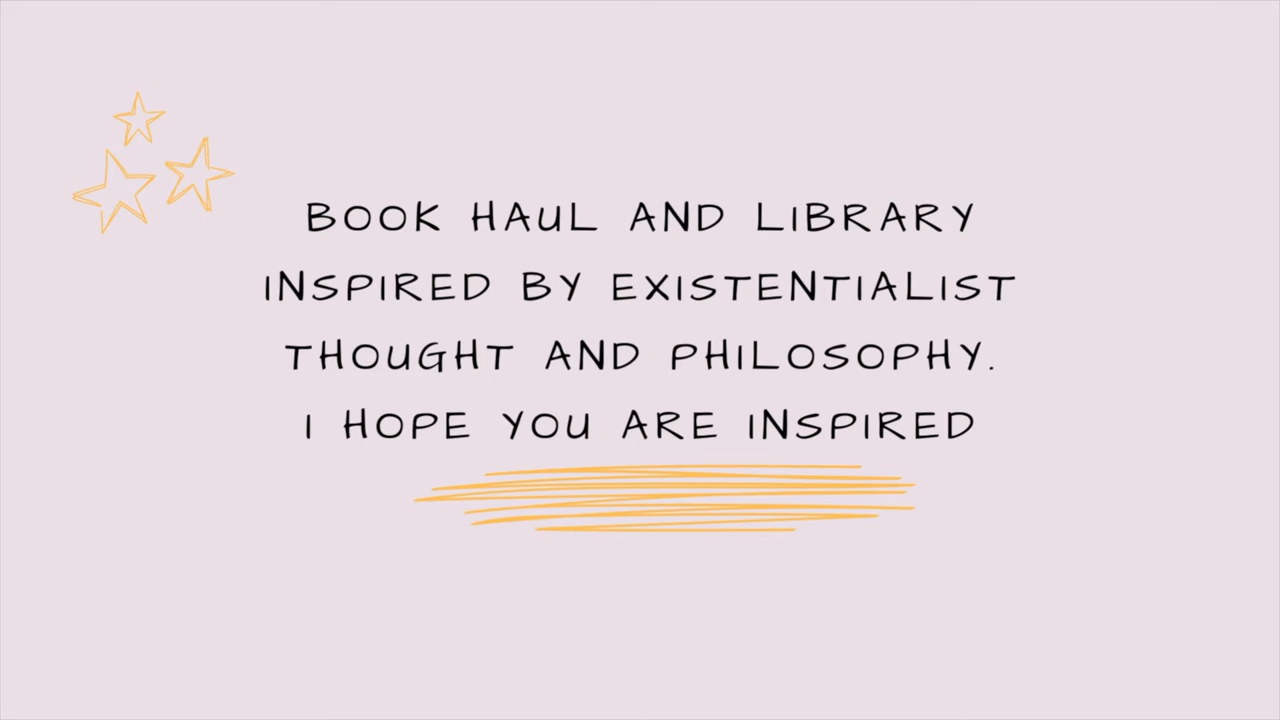 BOOK HAUL AND LIBRARY
INSPIRED BY EXISTENTIALIST
THOUGHT AND PHILOSOPHY.
I HOPE YOU ARE INSPIRED